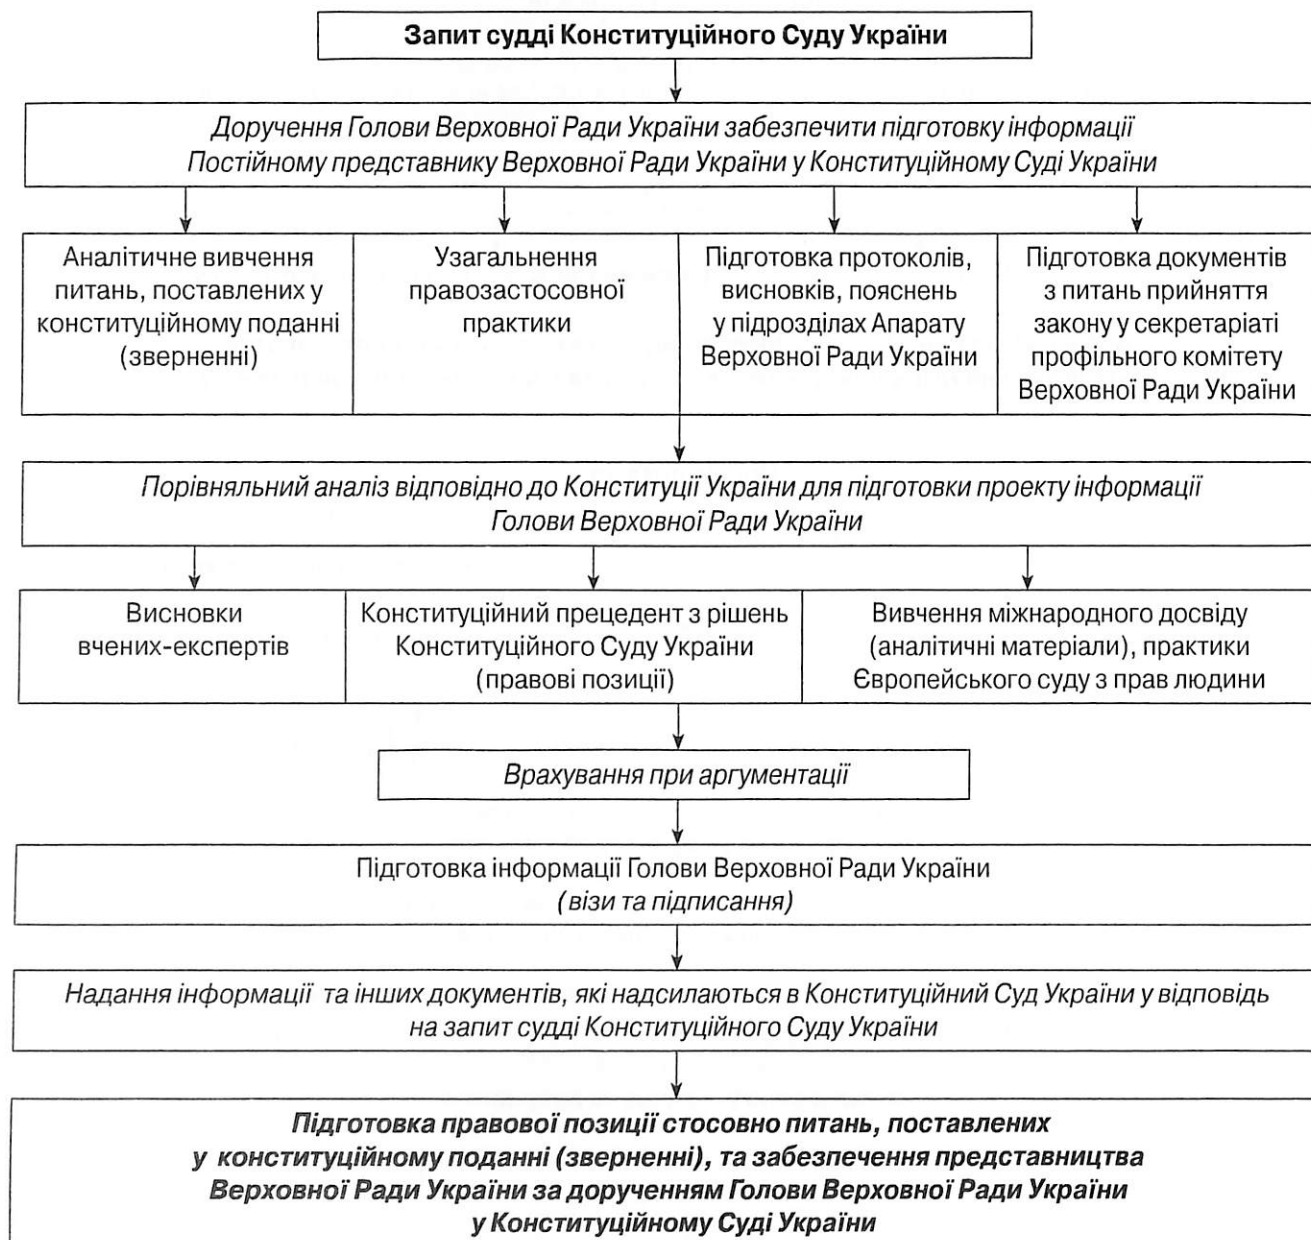 Запит судді Конституційного Суду України
Доручення Голови Верховної Ради України забезпечити підготовку інформації
Постійному представнику Верховної Ради України у Конституційному Суді України
Аналітичне вивчення
питань, поставлених у
конституційному поданні
(зверненні)
Узагальнення
правозастосовної
практики
Підготовка протоколів,
висновків, пояснень
у підрозділах Апарату
Верховної Ради України
Підготовка документів
з питань прийняття
закону у секретаріаті
профільного комітету
Верховної Ради України
Порівняльний аналіз відповідно до Конституції України для підготовки проекту інформації
Голови Верховної Ради України
Висновки
вчених-експертів
Конституційний прецедент з рішень
Конституційного Суду України
(правові позиції)
Вивчення міжнародного досвіду
(аналітичні матеріали), практики
Європейського суду з прав людини
Врахування при аргументації
Підготовка інформації Голови Верховної Ради України
(візи та підписання)
Надання інформації та інших документів, які надсилаються в Конституційний Суд України у відповідь
на запит судді Конституційного Суду України
Підготовка правової позиції стосовно питань, поставлених
у конституційному поданні (зверненні), та забезпечення представництва
Верховної Ради України за дорученням Голови Верховної Ради України
у Конституційному Суді України